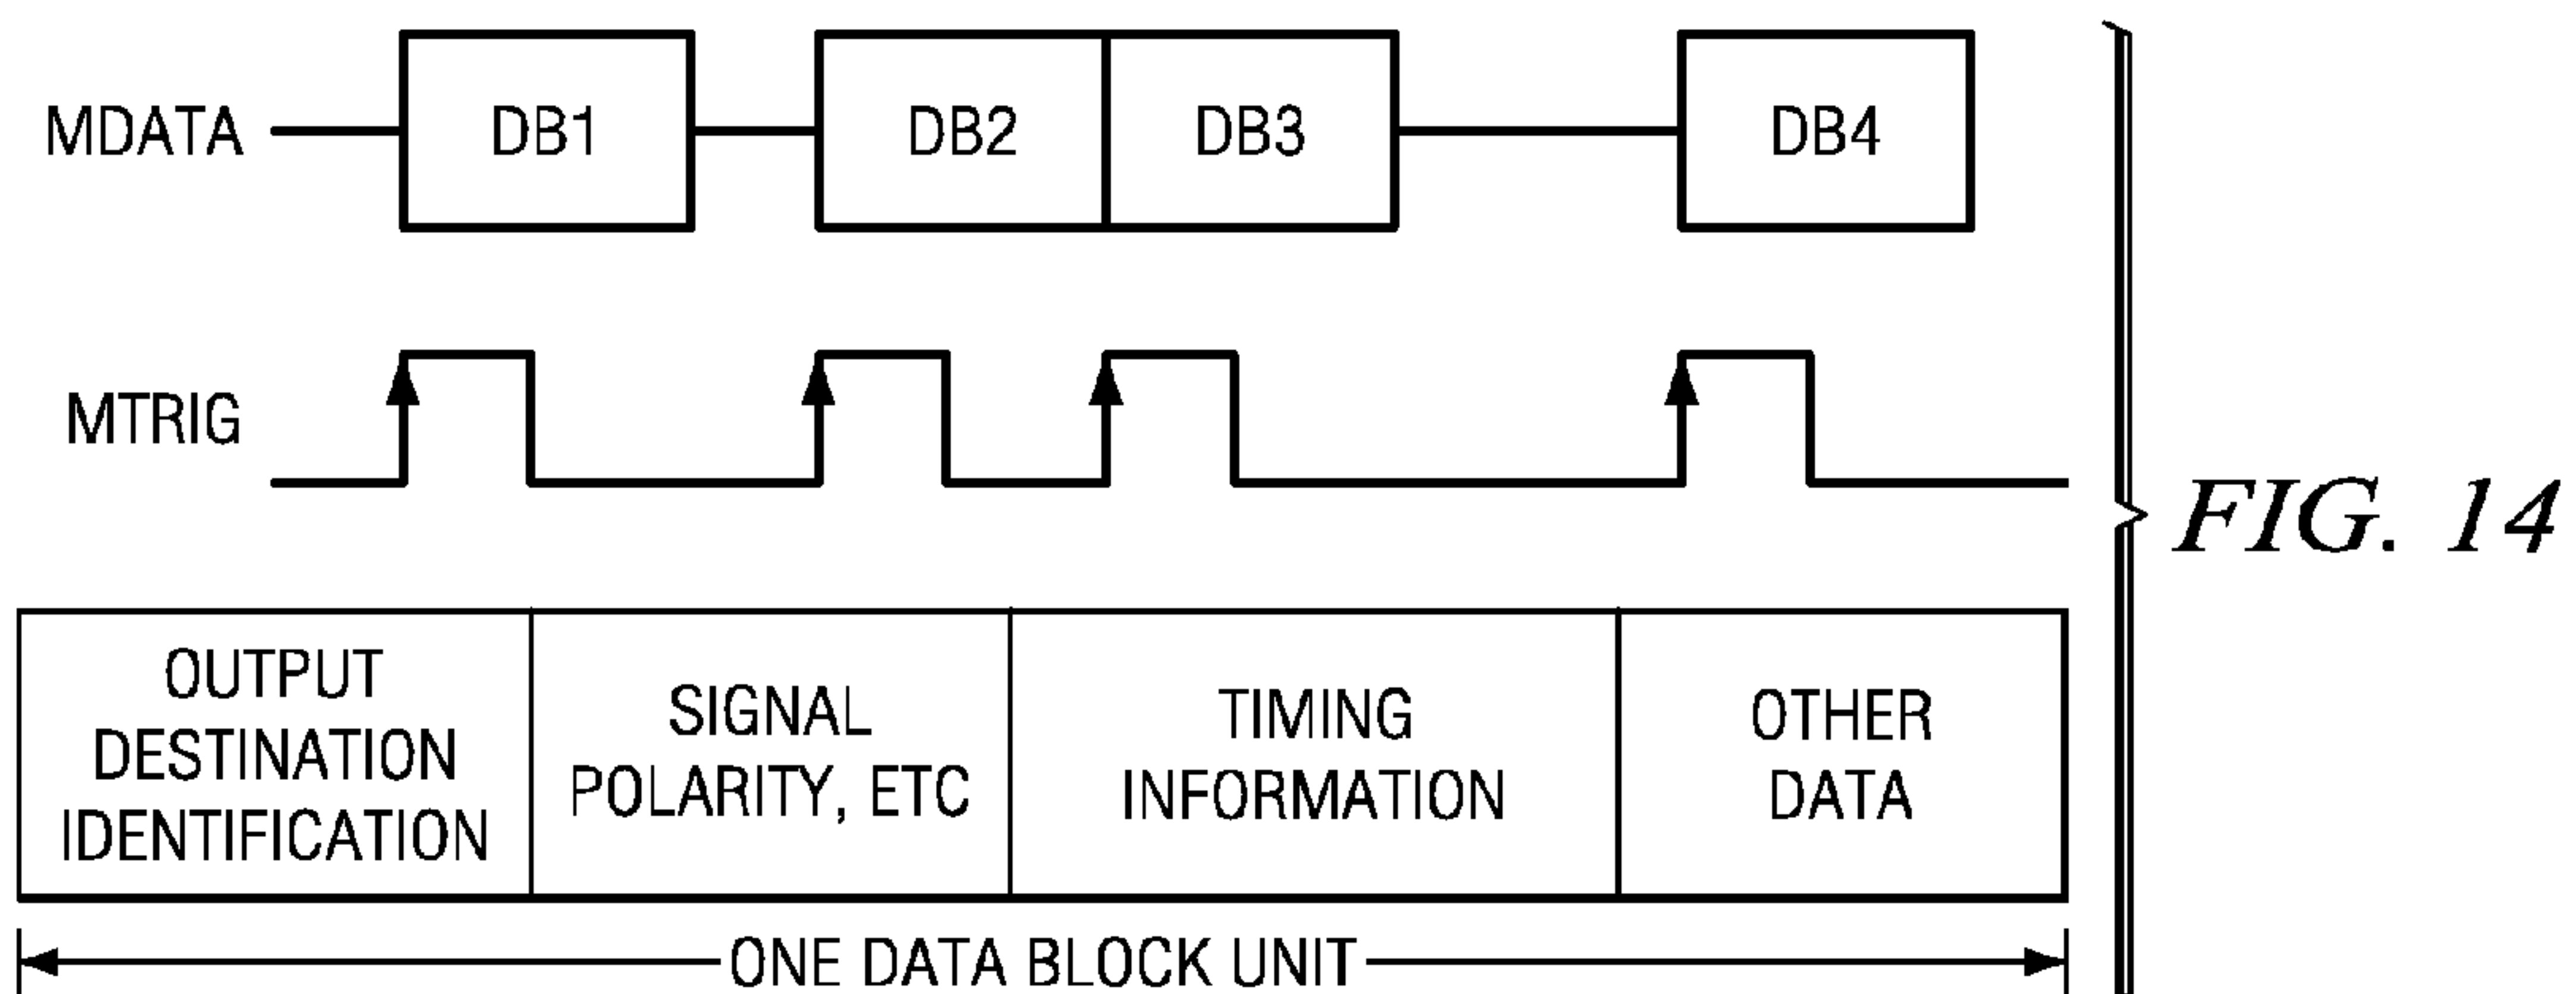 MDATA DB1 DB2 DB3 DB4
MTRIG
FIG. 14
OUTPUT
DESTINATION
IDENTIFICATION
SIGNAL
POLARITY, ETC
TIMING
INFORMATION
OTHER
DATA
ONE DATA BLOCK UNIT